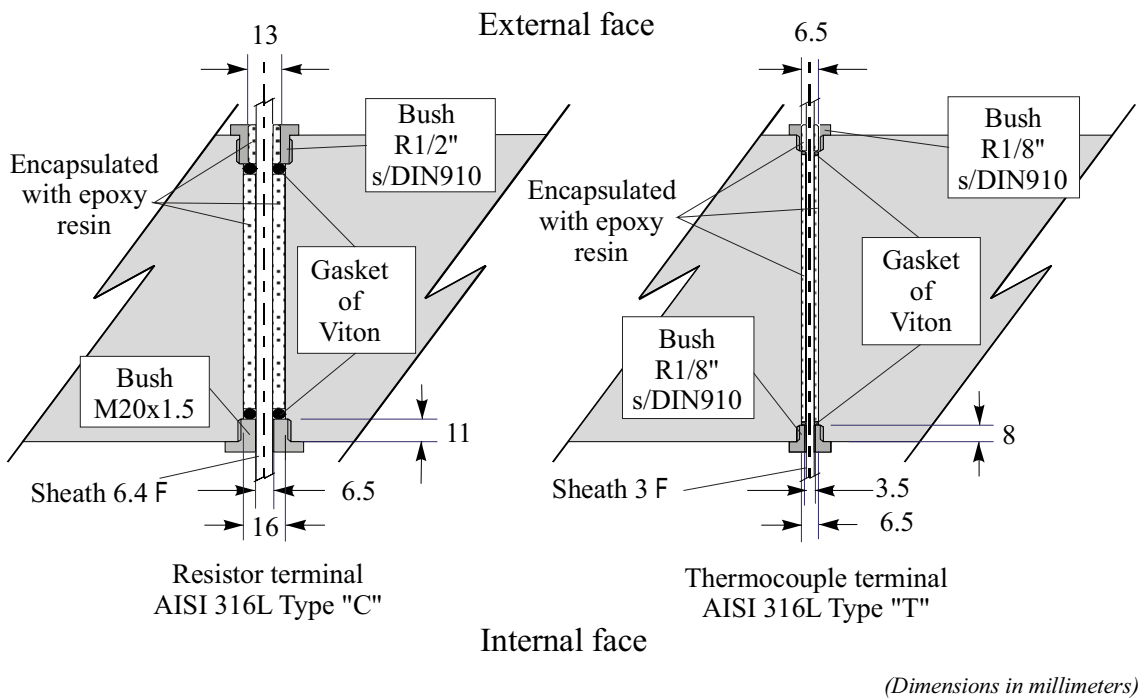 External face
13
6.5
Bush
R1/2"
s/DIN910
Encapsulated
with epoxy
resin
Gasket
of
Viton
Bush
M20x1.5
11
Sheath 6.4 F
6.5
16
Resistor terminal
AISI 316L Type "C"
Bush
R1/8"
s/DIN910
Encapsulated
with epoxy
resin
Gasket
of
Viton
Bush
R1/8"
s/DIN910
8
Sheath 3 F
3.5
6.5
Thermocouple terminal
AISI 316L Type "T"
Internal face
(Dimensions in millimeters)